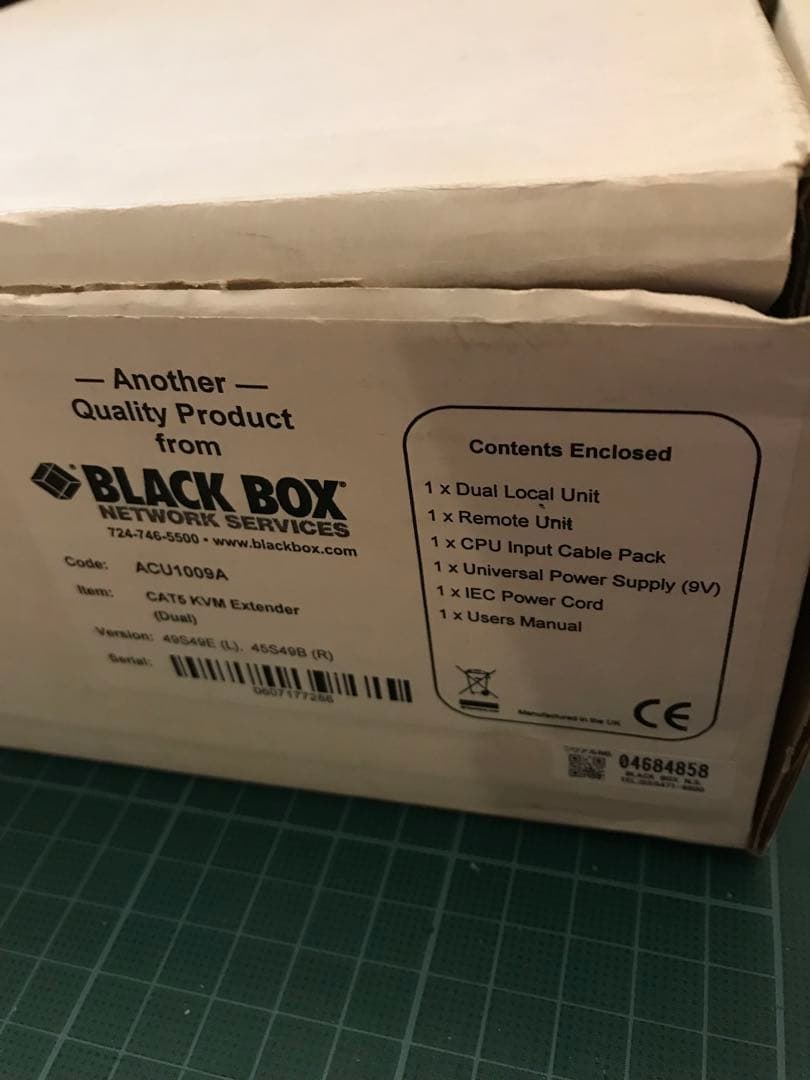 — Another —
Quality Product
from
BLACK BOX
NETWORK SERVICES
724-746-5500 • www.blackbox.com
Code: ACU1009A
Item: CAT5 KVM Extender
(Dual)
Version: 49S49E (L), 45S49B (R)
Serial:
0607177266
Contents Enclosed
1 x Dual Local Unit
1 x Remote Unit
1 x CPU Input Cable Pack
1 x Universal Power Supply (9V)
1 x IEC Power Cord
1 x Users Manual
Manufactured in the UK
CE
04684858
BLACK BOX N.S.